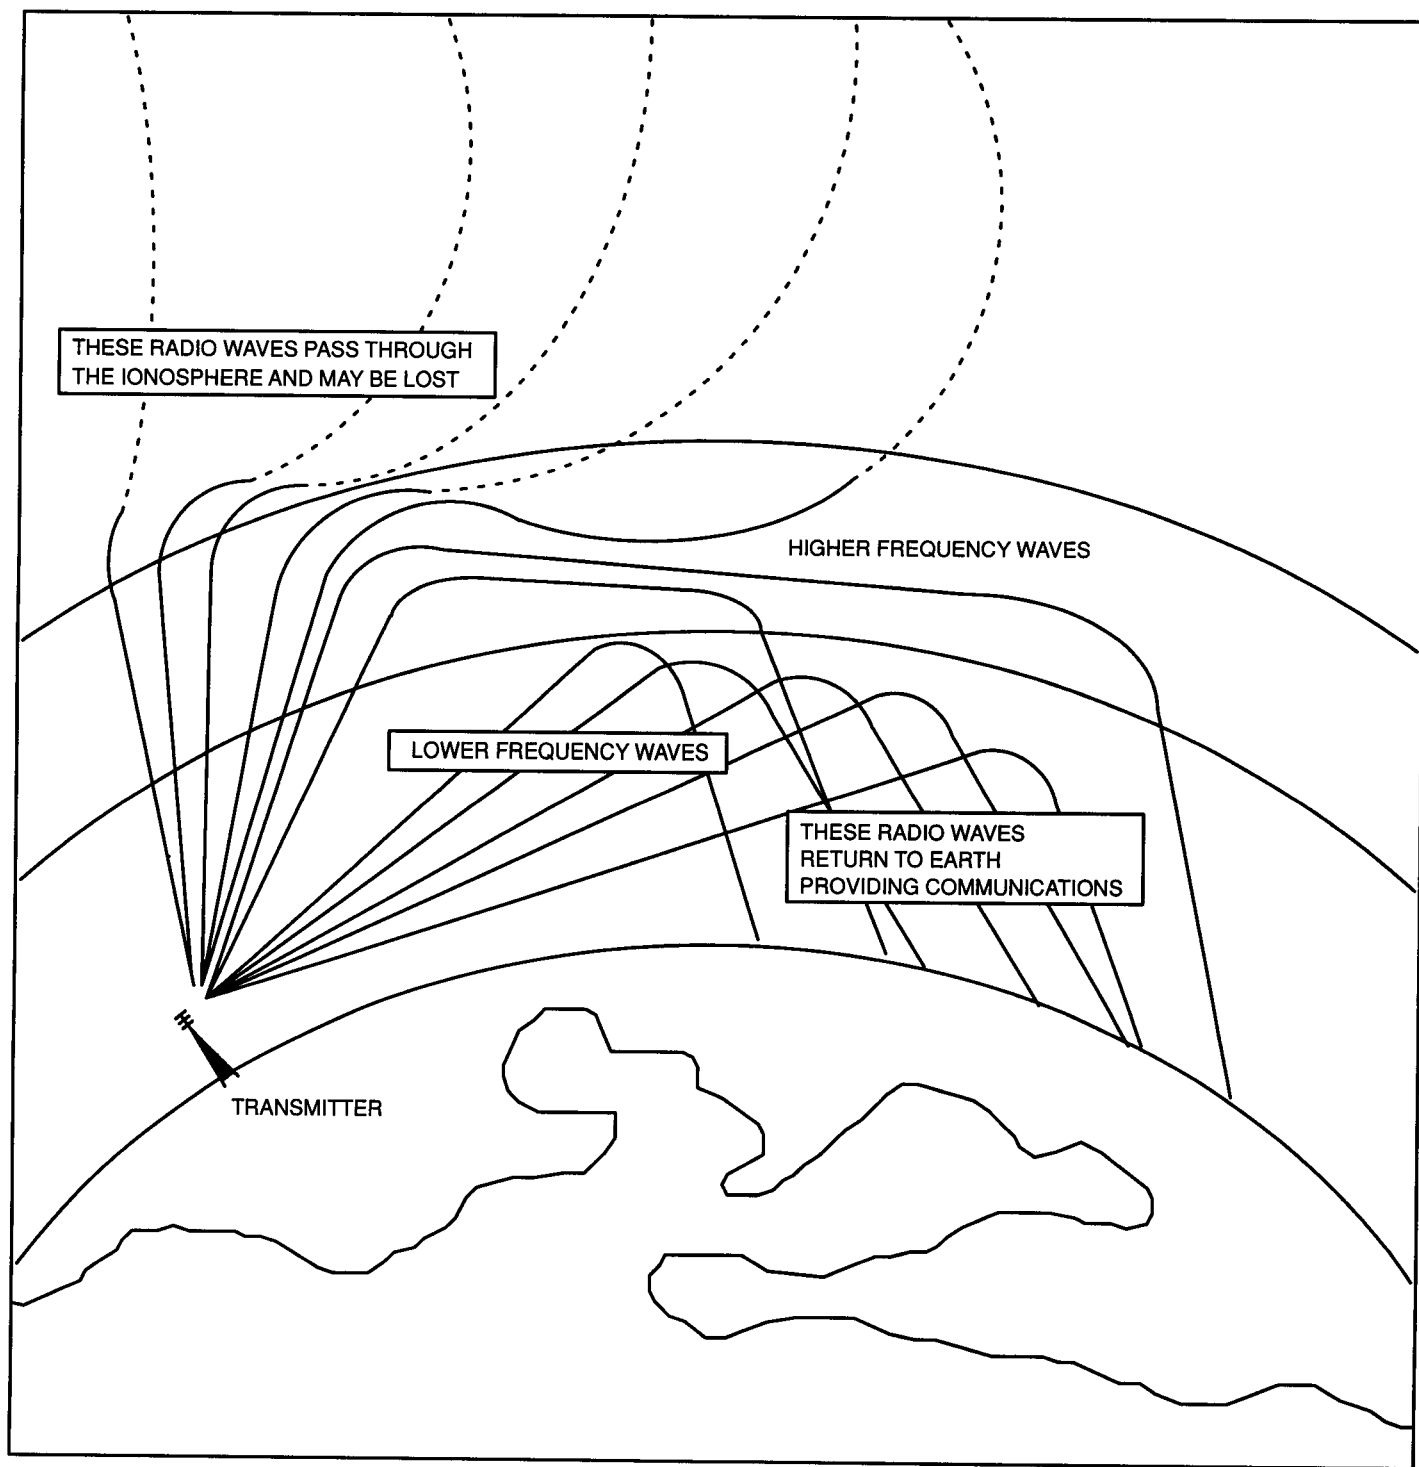 THESE RADIO WAVES PASS THROUGH
THE IONOSPHERE AND MAY BE LOST
HIGHER FREQUENCY WAVES
LOWER FREQUENCY WAVES
THESE RADIO WAVES
RETURN TO EARTH
PROVIDING COMMUNICATIONS
TRANSMITTER